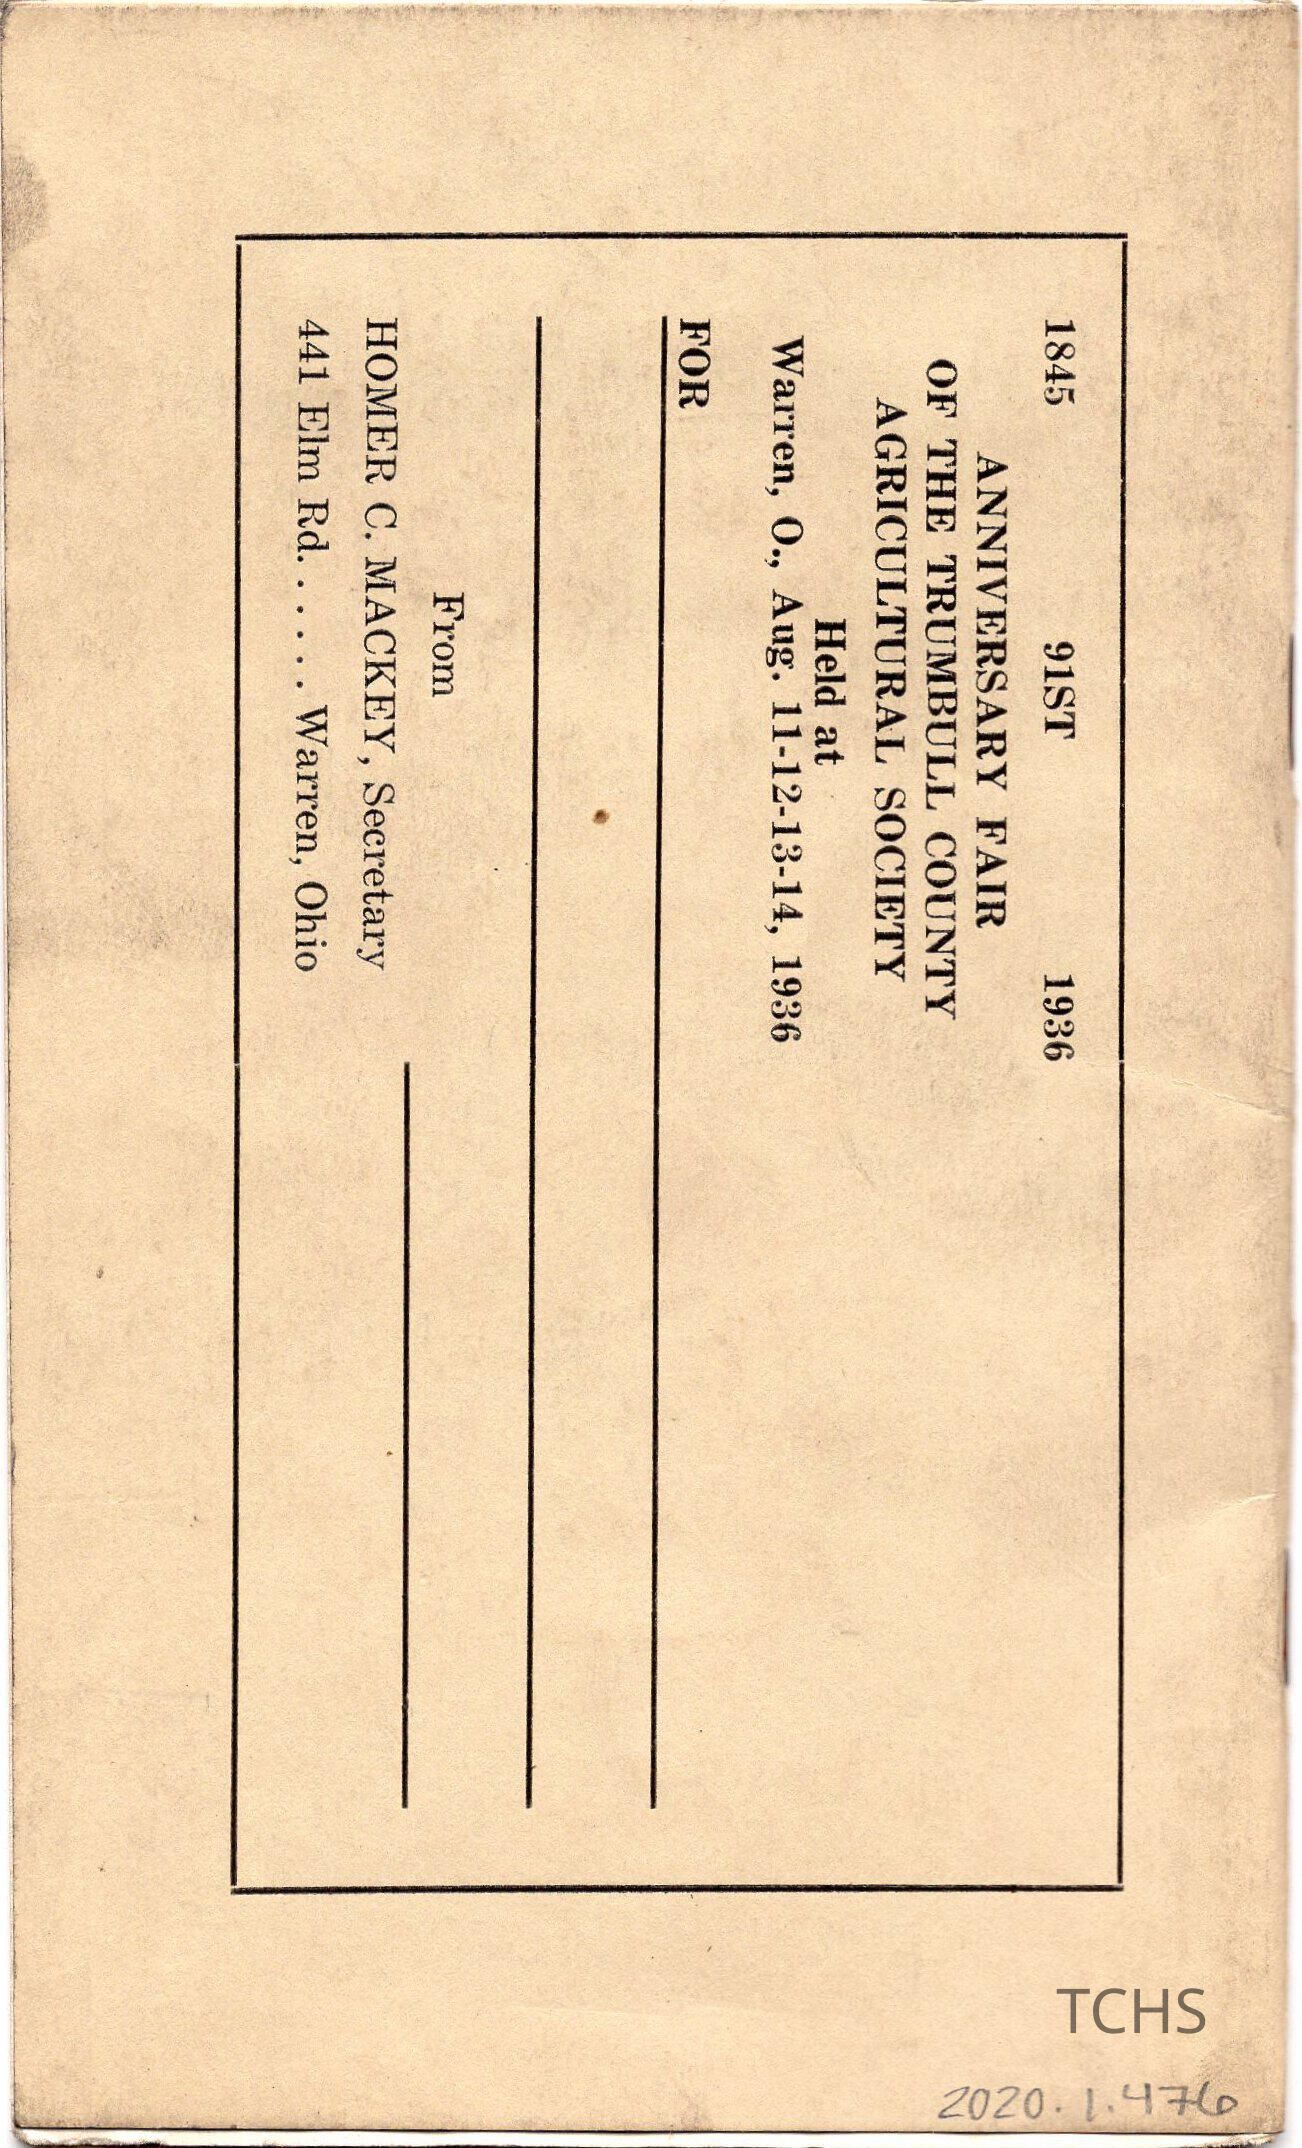 1845 91ST 1936
ANNIVERSARY FAIR
OF THE TRUMBULL COUNTY
AGRICULTURAL SOCIETY
Held at
Warren, O., Aug. 11-12-13-14, 1936
FOR
From
HOMER C. MACKEY, Secretary
441 Elm Rd. . . . . . Warren, Ohio
TCHS
2020.1.476